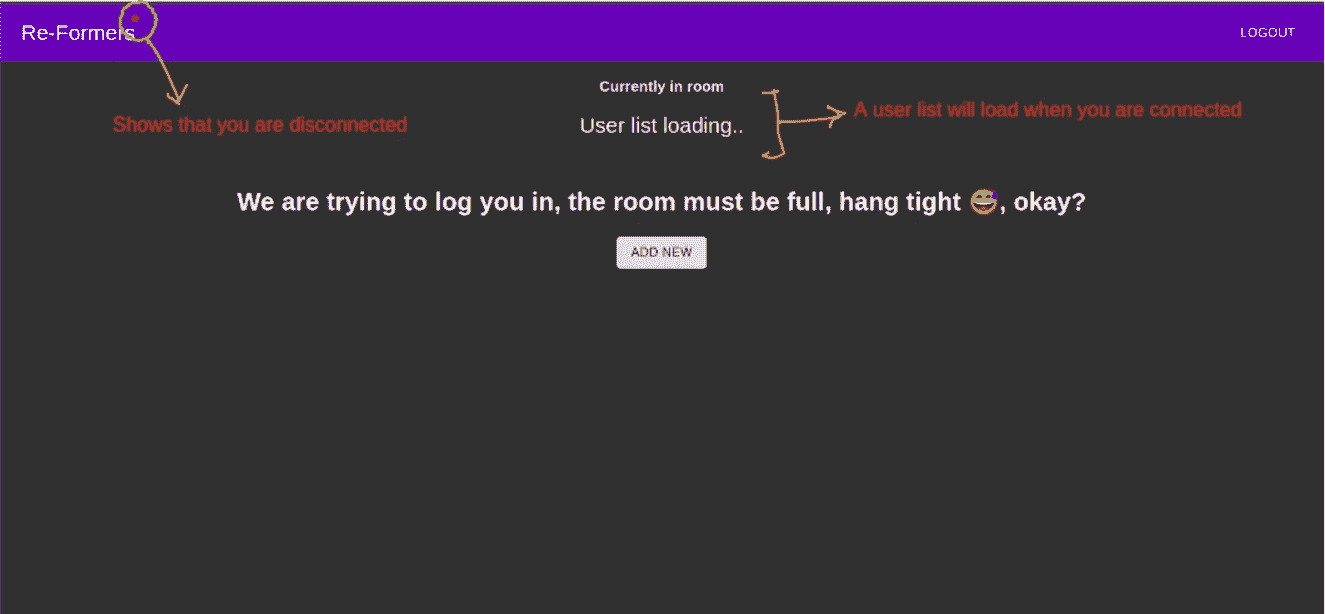 Re-Formers
LOGOUT
Currently in room
Shows that you are disconnected
User list loading..
A user list will load when you are connected
We are trying to log you in, the room must be full, hang tight 😅, okay?
ADD NEW